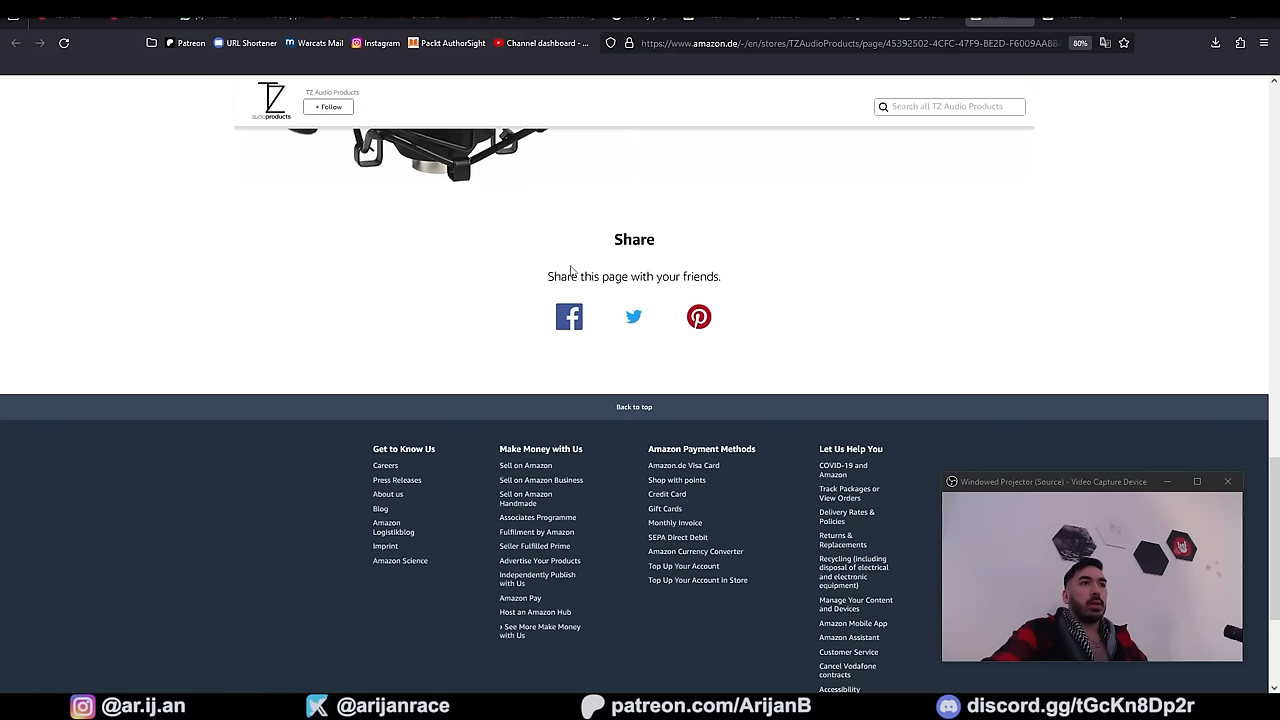 Patreon
URL Shortener
Warcats Mail
Instagram
Packt AuthorSight
Channel dashboard - ...
https://www.amazon.de/-/en/stores/TZAudioProducts/page/45392502-4CFC-47F9-BE2D-F6009AA88
80%
TZ
audioproducts
TZ Audio Products
+ Follow
Search all TZ Audio Products
Share
Share this page with your friends.
Back to top
Get to Know Us
Careers
Press Releases
About us
Blog
Amazon
Logistikblog
Imprint
Amazon Science
Make Money with Us
Sell on Amazon
Sell on Amazon Business
Sell on Amazon
Handmade
Associates Programme
Fulfilment by Amazon
Seller Fulfilled Prime
Advertise Your Products
Independently Publish
with Us
Amazon Pay
Host an Amazon Hub
› See More Make Money
with Us
Amazon Payment Methods
Amazon.de Visa Card
Shop with points
Credit Card
Gift Cards
Monthly Invoice
SEPA Direct Debit
Amazon Currency Converter
Top Up Your Account
Top Up Your Account in Store
Let Us Help You
COVID-19 and
Amazon
Track Packages or
View Orders
Delivery Rates &
Policies
Returns &
Replacements
Recycling (including
disposal of electrical
and electronic
equipment)
Manage Your Content
and Devices
Amazon Mobile App
Amazon Assistant
Customer Service
Cancel Vodafone
contracts
Accessibility
Windowed Projector (Source) - Video Capture Device
@ar.ij.an
@arijanrace
patreon.com/ArijanB
discord.gg/tGcKn8Dp2r